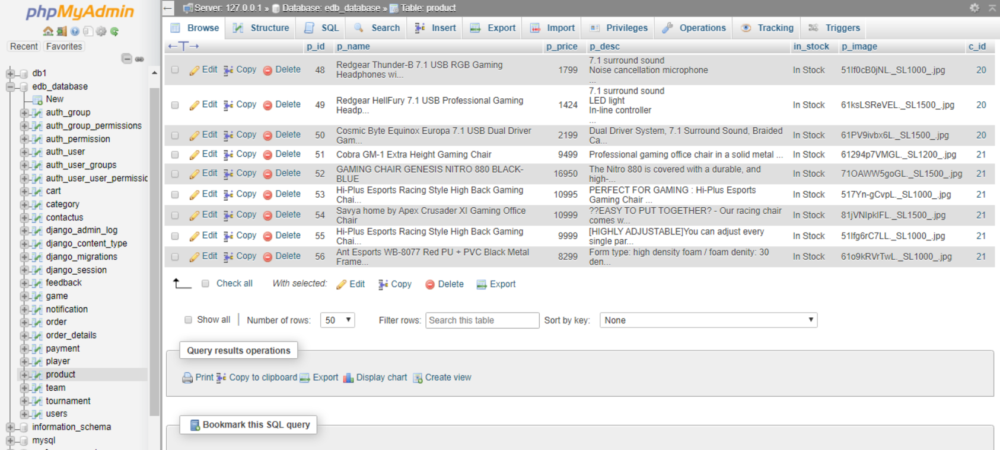 phpMyAdmin
Recent Favorites
db1
edb_database
New
auth_group
auth_group_permissions
auth_permission
auth_user
auth_user_groups
auth_user_user_permissic
cart
category
contactus
django_admin_log
django_content_type
django_migrations
django_session
feedback
game
notification
order
order_details
payment
player
product
team
tournament
users
information_schema
mysql
Server: 127.0.0.1 » Database: edb_database » Table: product
Browse Structure SQL Search Insert Export Import Privileges Operations Tracking Triggers
←T→ p_id p_name p_price p_desc in_stock p_image c_id
Edit Copy Delete 48 Redgear Thunder-B 7.1 USB RGB Gaming
Headphones wi...
1799
7.1 surround sound
Noise cancellation microphone
...
In Stock 51lf0cB0jNL._SL1000_.jpg 20
Edit Copy Delete 49 Redgear HellFury 7.1 USB Professional Gaming
Headp...
1424
7.1 surround sound
LED light
In-line controller
...
In Stock 61ksLSReVEL._SL1500_.jpg 20
Edit Copy Delete 50 Cosmic Byte Equinox Europa 7.1 USB Dual Driver
Gam...
2199
Dual Driver System, 7.1 Surround Sound, Braided
Ca...
In Stock 61PV9ivbx6L._SL1500_.jpg 20
Edit Copy Delete 51 Cobra GM-1 Extra Height Gaming Chair 9499 Professional gaming office chair in a solid metal ... In Stock 61294p7VMGL._SL1200_.jpg 21
Edit Copy Delete 52 GAMING CHAIR GENESIS NITRO 880 BLACK-
BLUE
16950
The Nitro 880 is covered with a durable, and
high-...
In Stock 71OAWW5goGL._SL1500_.jpg 21
Edit Copy Delete 53 Hi-Plus Esports Racing Style High Back Gaming
Chai...
10995
PERFECT FOR GAMING : Hi-Plus Esports
Gaming Chair ...
In Stock 517Yn-gCvpL._SL1000_.jpg 21
Edit Copy Delete 54 Savya home by Apex Crusader XI Gaming Office
Chair
10999
??EASY TO PUT TOGETHER? - Our racing chair
comes w...
In Stock 81jVNlpklFL._SL1500_.jpg 21
Edit Copy Delete 55 Hi-Plus Esports Racing Style High Back Gaming
Chai...
9999
[HIGHLY ADJUSTABLE]You can adjust every
single par...
In Stock 51lfg6rC7LL._SL1000_.jpg 21
Edit Copy Delete 56 Ant Esports WB-8077 Red PU + PVC Black Metal
Frame...
8299
Form type: high density foam / foam denity: 30
den...
In Stock 61o9kRVrTwL._SL1000_.jpg 21
Check all With selected: Edit Copy Delete Export
Show all Number of rows: 50 Filter rows: Search this table Sort by key: None
Query results operations
Print Copy to clipboard Export Display chart Create view
Bookmark this SQL query